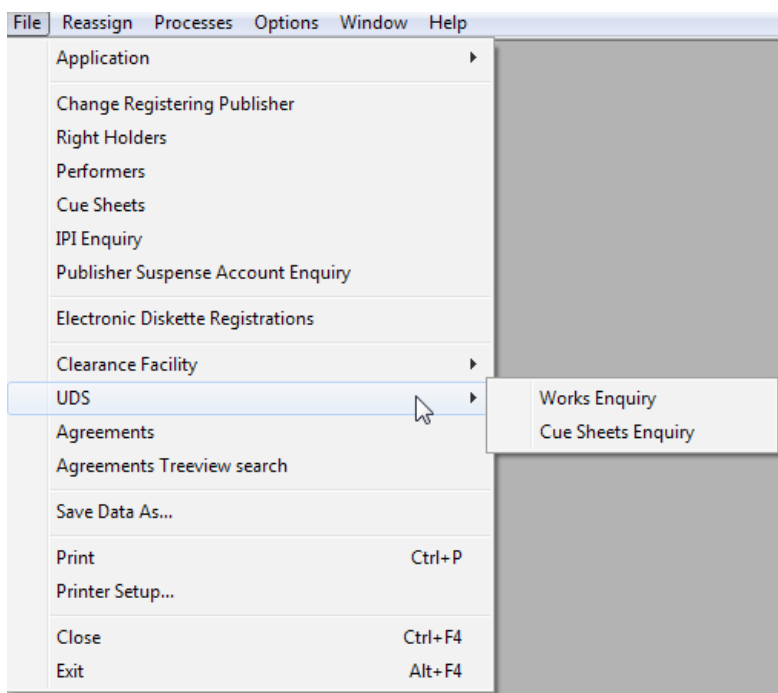 File Reassign Processes Options Window Help
Application
Change Registering Publisher
Right Holders
Performers
Cue Sheets
IPI Enquiry
Publisher Suspense Account Enquiry
Electronic Diskette Registrations
Clearance Facility
UDS
Works Enquiry
Cue Sheets Enquiry
Agreements
Agreements Treeview search
Save Data As...
Print Ctrl+P
Printer Setup...
Close Ctrl+F4
Exit Alt+F4